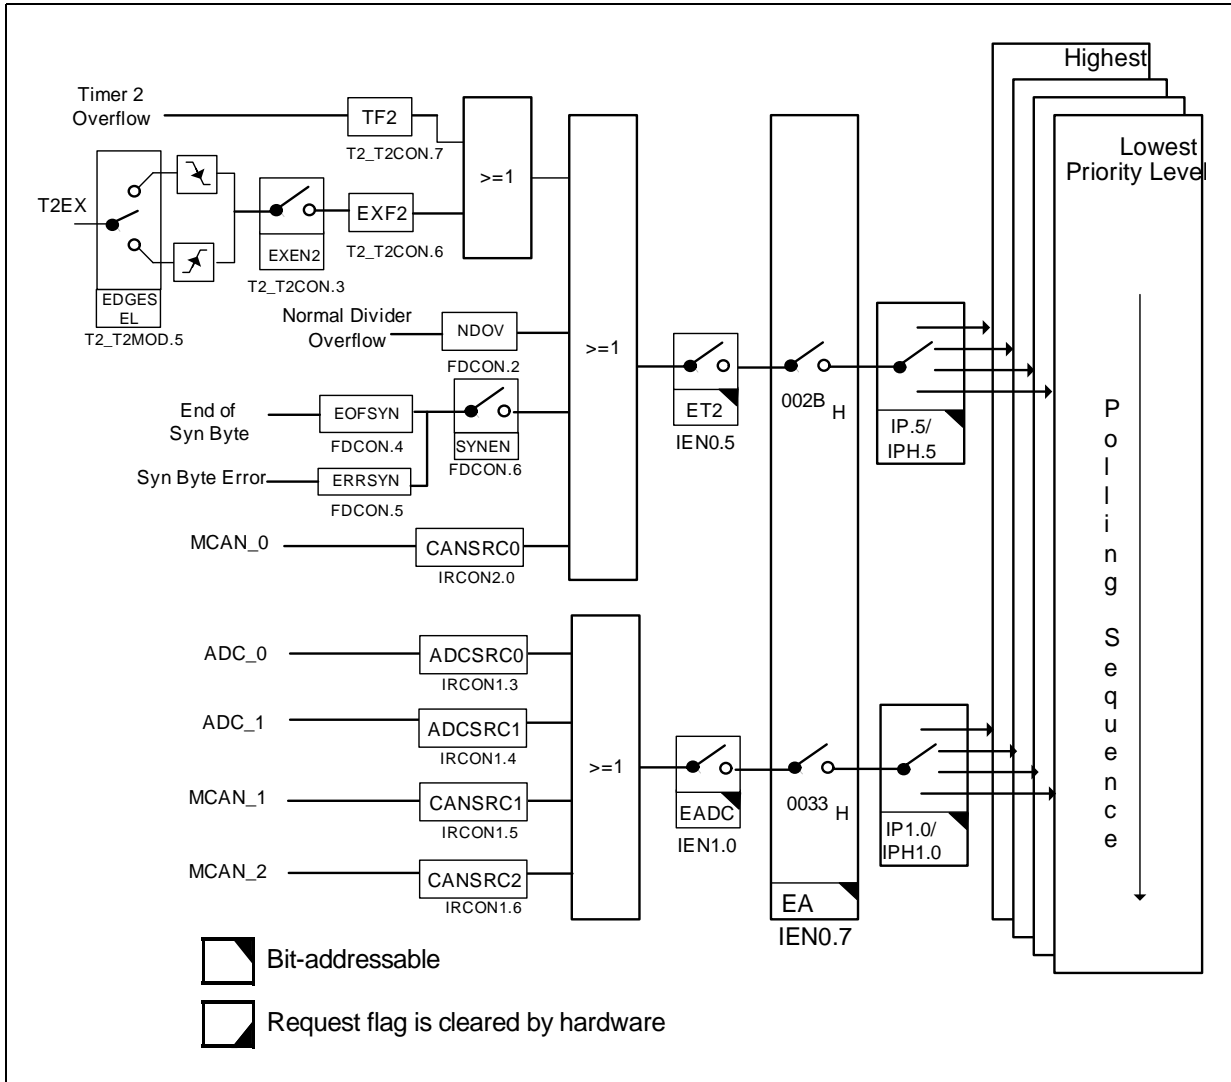 Highest
Timer 2
Overflow
TF2
T2_T2CON.7
>=1
Lowest
Priority Level
T2EX
EXF2
T2_T2CON.6
EXEN2
T2_T2CON.3
EDGES
EL
T2_T2MOD.5
Normal Divider
Overflow
NDOV
FDCON.2
>=1
End of
Syn Byte
EOFSYN
FDCON.4
SYNEN
FDCON.6
Syn Byte Error
ERRSYN
FDCON.5
MCAN_0
CANSRC0
IRCON2.0
ET2
IEN0.5
002B H
IP.5/
IPH.5
Polling Sequence
ADC_0
ADCSRC0
IRCON1.3
ADC_1
ADCSRC1
IRCON1.4
>=1
MCAN_1
CANSRC1
IRCON1.5
MCAN_2
CANSRC2
IRCON1.6
EADC
IEN1.0
0033 H
IP1.0/
IPH1.0
EA
IEN0.7
Bit-addressable
Request flag is cleared by hardware